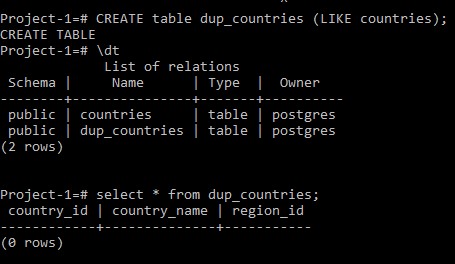 Project-1=# CREATE table dup_countries (LIKE countries);
CREATE TABLE
Project-1=# \dt
             List of relations
 Schema |     Name      | Type  |  Owner
--------+---------------+-------+----------
 public | countries     | table | postgres
 public | dup_countries | table | postgres
(2 rows)
Project-1=# select * from dup_countries;
 country_id | country_name | region_id
------------+--------------+-----------
(0 rows)